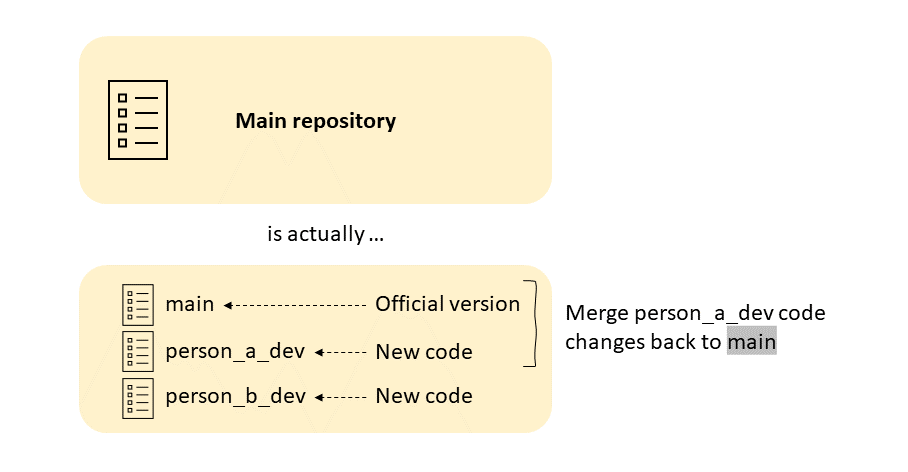 Main repository
is actually …
main
Official version
person_a_dev
New code
person_b_dev
New code
Merge person_a_dev code
changes back to main